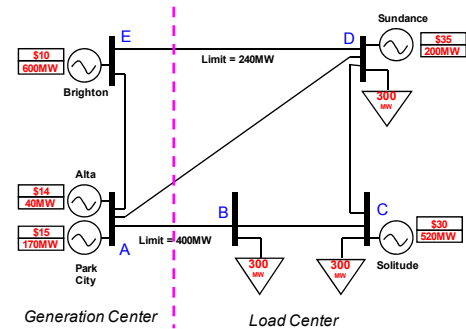 Sundance
E
D
$10
600MW
Brighton
Limit = 240MW
$35
200MW
300
MW
Alta
$14
40MW
$15
170MW
A
Park
City
Limit = 400MW
B
C
$30
520MW
Solitude
300
MW
300
MW
Generation Center
Load Center